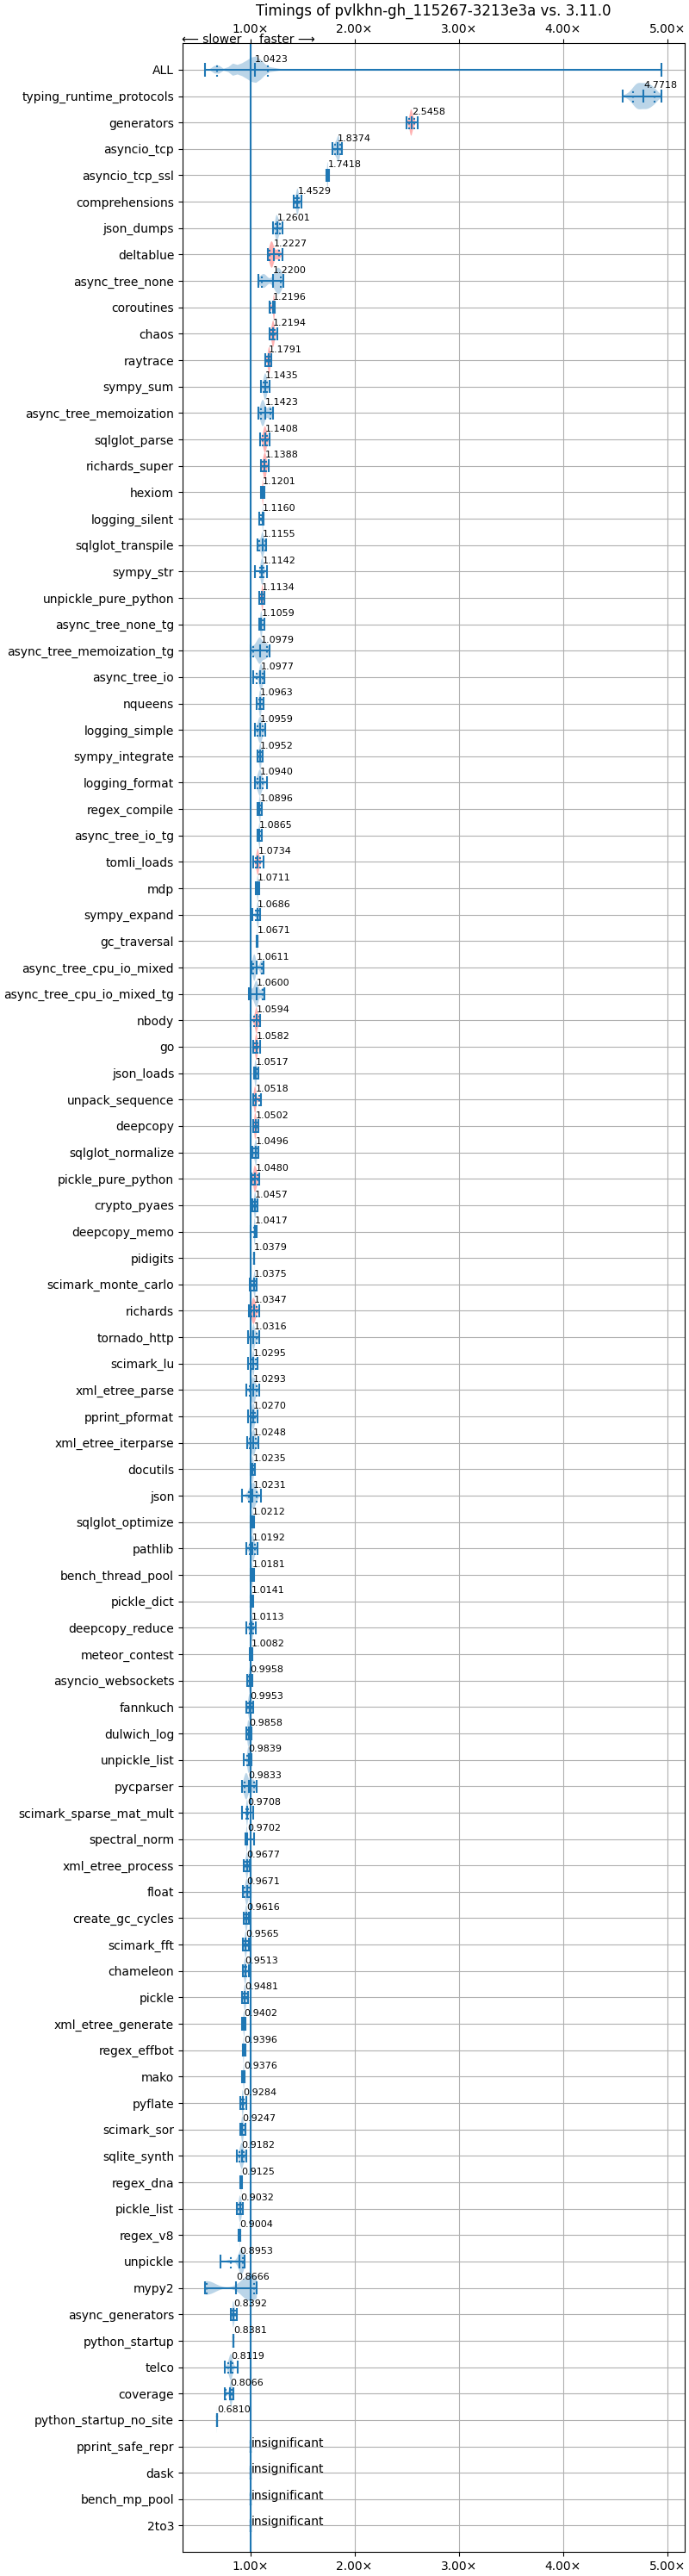 Timings of pvlkhn-gh_115267-3213e3a vs. 3.11.0
1.00× 2.00× 3.00× 4.00× 5.00×
⟵ slower faster ⟶
ALL 1.0423
typing_runtime_protocols 4.7718
generators 2.5458
asyncio_tcp 1.8374
asyncio_tcp_ssl 1.7418
comprehensions 1.4529
json_dumps 1.2601
deltablue 1.2227
async_tree_none 1.2200
coroutines 1.2196
chaos 1.2194
raytrace 1.1791
sympy_sum 1.1435
async_tree_memoization 1.1423
sqlglot_parse 1.1408
richards_super 1.1388
hexiom 1.1201
logging_silent 1.1160
sqlglot_transpile 1.1155
sympy_str 1.1142
unpickle_pure_python 1.1134
async_tree_none_tg 1.1059
async_tree_memoization_tg 1.0979
async_tree_io 1.0977
nqueens 1.0963
logging_simple 1.0959
sympy_integrate 1.0952
logging_format 1.0940
regex_compile 1.0896
async_tree_io_tg 1.0865
tomli_loads 1.0734
mdp 1.0711
sympy_expand 1.0686
gc_traversal 1.0671
async_tree_cpu_io_mixed 1.0611
async_tree_cpu_io_mixed_tg 1.0600
nbody 1.0594
go 1.0582
json_loads 1.0517
unpack_sequence 1.0518
deepcopy 1.0502
sqlglot_normalize 1.0496
pickle_pure_python 1.0480
crypto_pyaes 1.0457
deepcopy_memo 1.0417
pidigits 1.0379
scimark_monte_carlo 1.0375
richards 1.0347
tornado_http 1.0316
scimark_lu 1.0295
xml_etree_parse 1.0293
pprint_pformat 1.0270
xml_etree_iterparse 1.0248
docutils 1.0235
json 1.0231
sqlglot_optimize 1.0212
pathlib 1.0192
bench_thread_pool 1.0181
pickle_dict 1.0141
deepcopy_reduce 1.0113
meteor_contest 1.0082
asyncio_websockets 0.9958
fannkuch 0.9953
dulwich_log 0.9858
unpickle_list 0.9839
pycparser 0.9833
scimark_sparse_mat_mult 0.9708
spectral_norm 0.9702
xml_etree_process 0.9677
float 0.9671
create_gc_cycles 0.9616
scimark_fft 0.9565
chameleon 0.9513
pickle 0.9481
xml_etree_generate 0.9402
regex_effbot 0.9396
mako 0.9376
pyflate 0.9284
scimark_sor 0.9247
sqlite_synth 0.9182
regex_dna 0.9125
pickle_list 0.9032
regex_v8 0.9004
unpickle 0.8953
mypy2 0.8666
async_generators 0.8392
python_startup 0.8381
telco 0.8119
coverage 0.8066
python_startup_no_site 0.6810
pprint_safe_repr insignificant
dask insignificant
bench_mp_pool insignificant
2to3 insignificant
1.00× 2.00× 3.00× 4.00× 5.00×